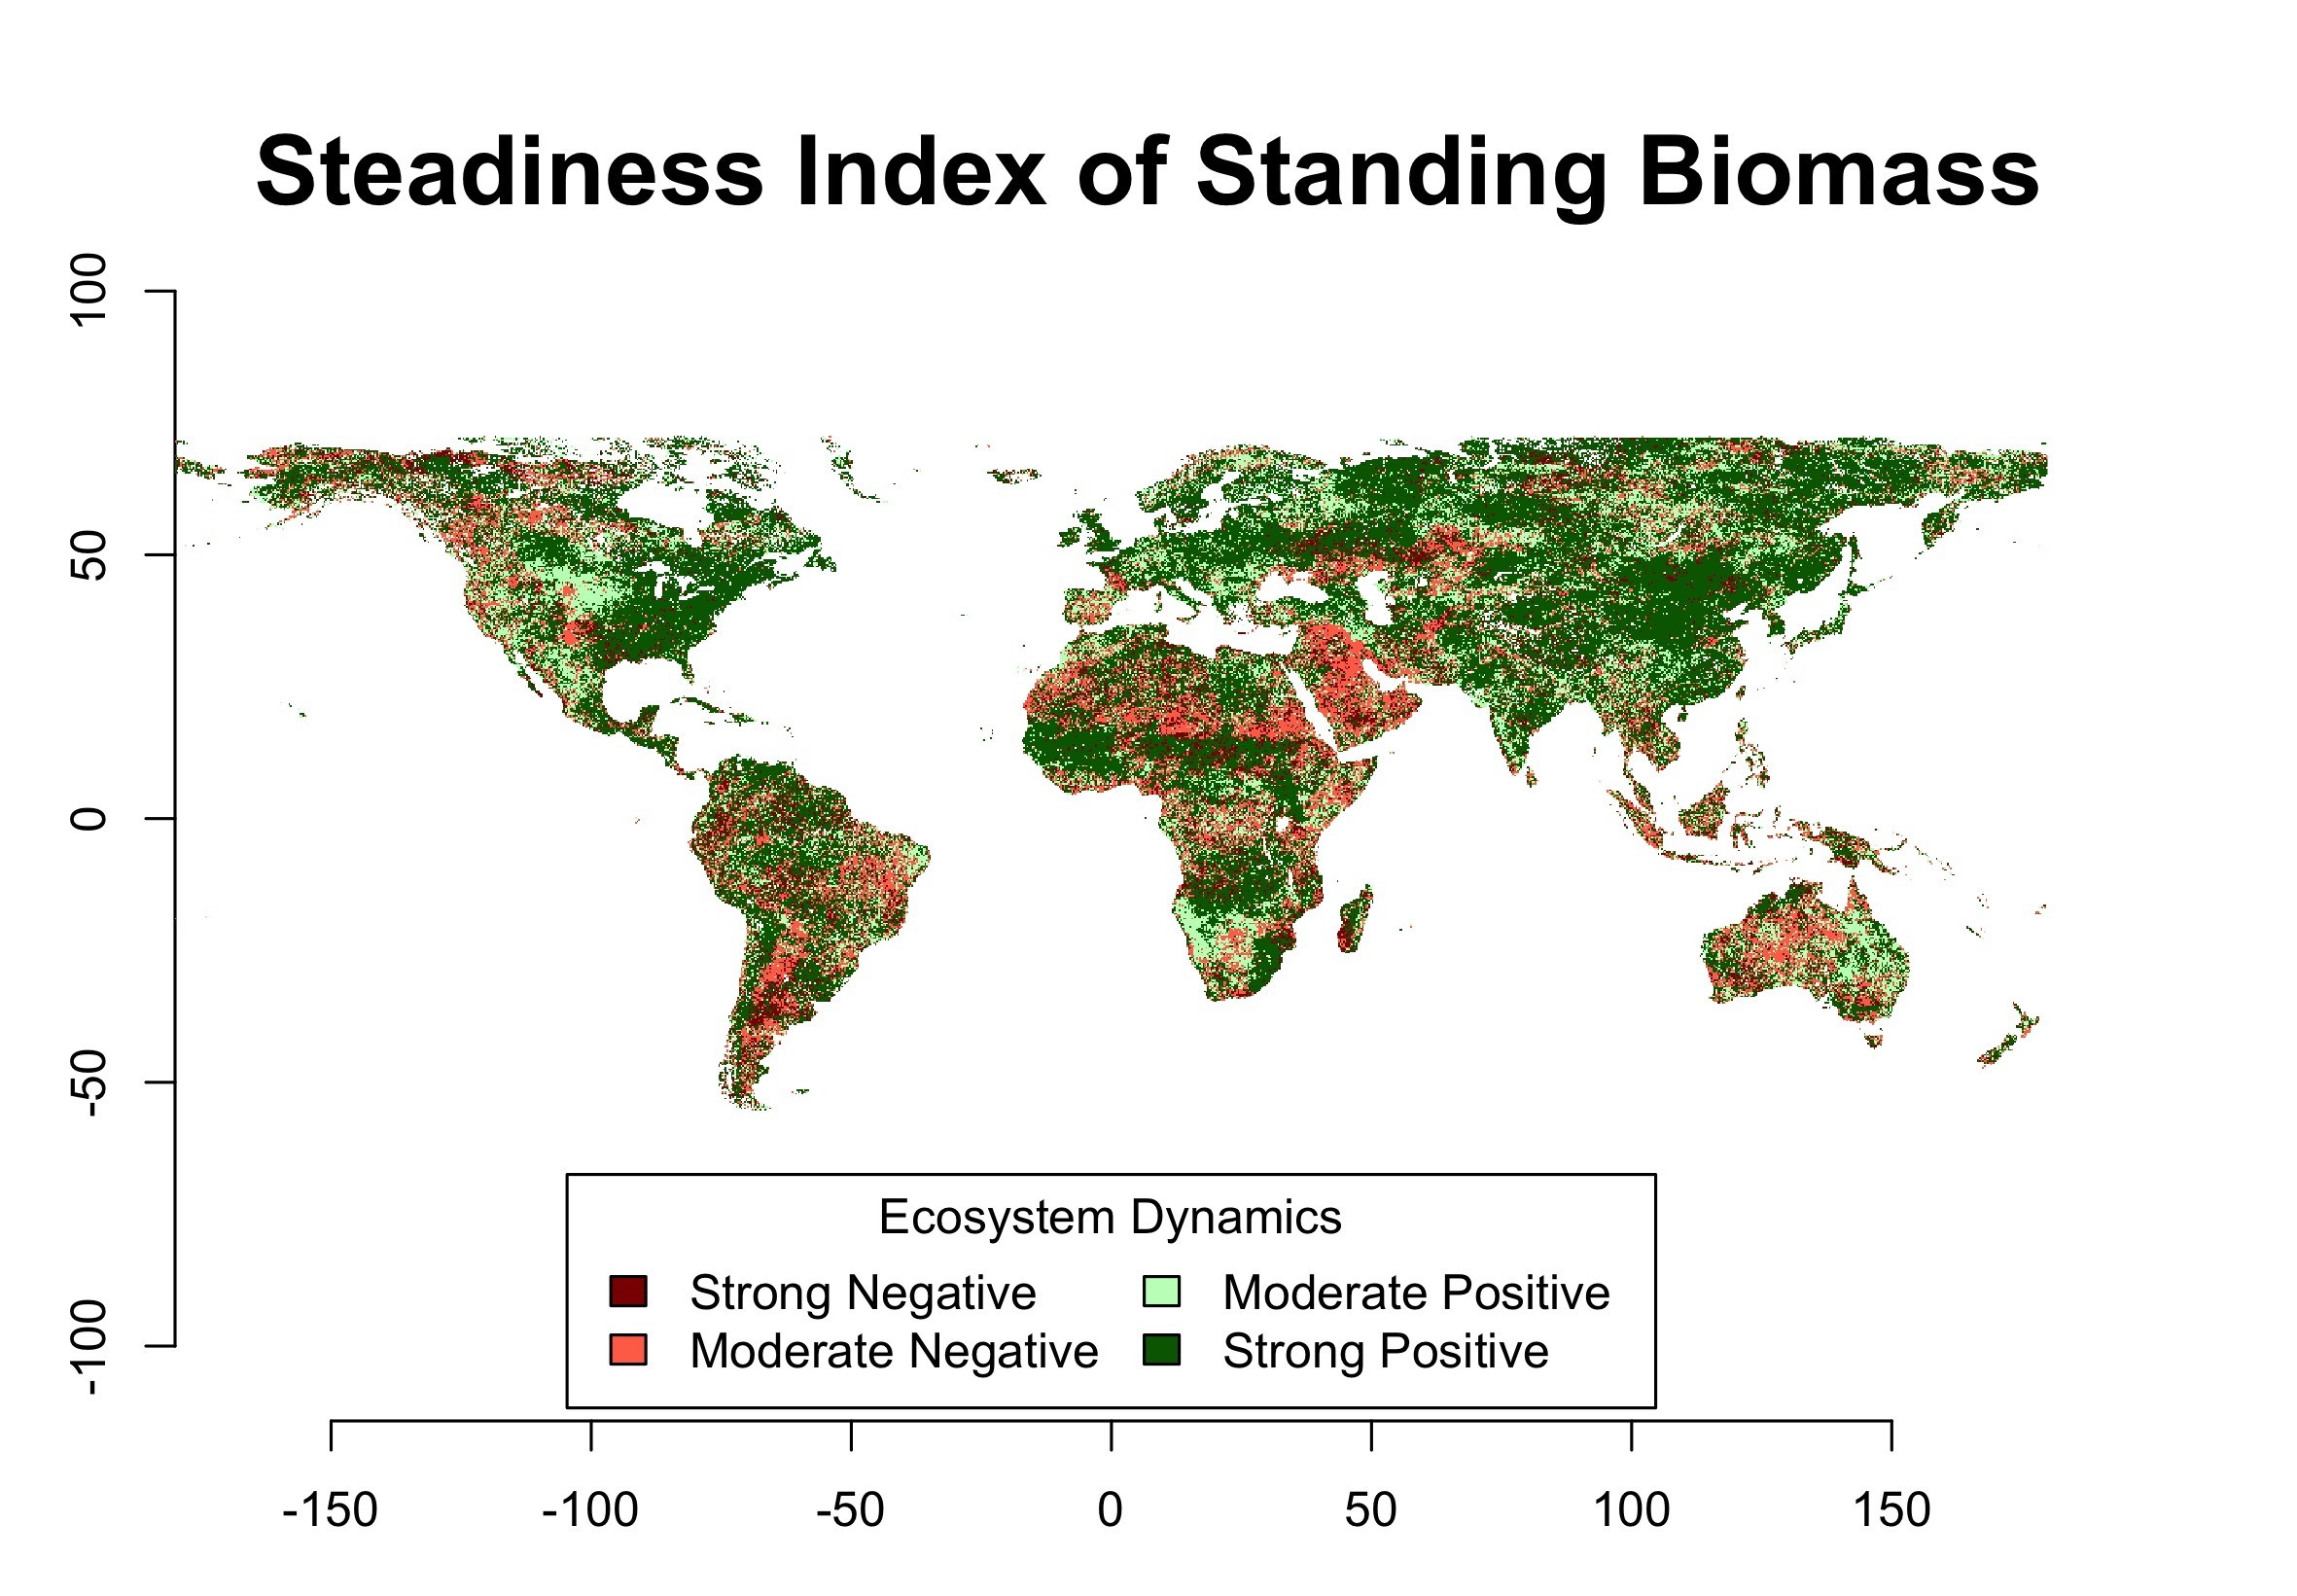 Steadiness Index of Standing Biomass
100
50
0
-50
-100
Ecosystem Dynamics
Strong Negative Moderate Positive
Moderate Negative Strong Positive
-150 -100 -50 0 50 100 150